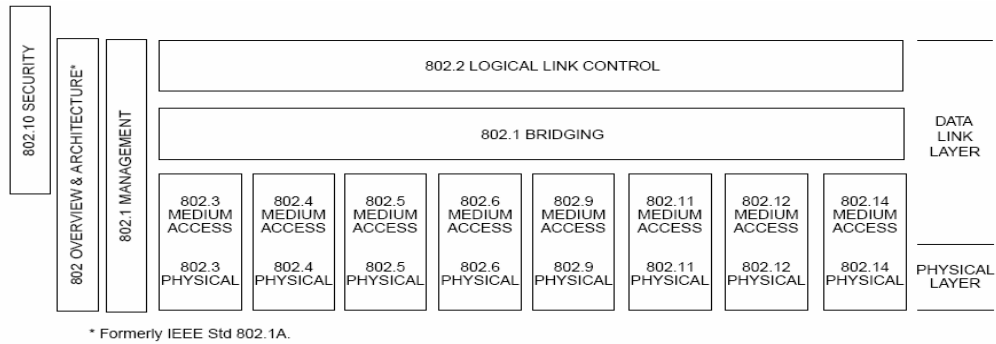 802.10 SECURITY
802 OVERVIEW & ARCHITECTURE*
802.1 MANAGEMENT
802.2 LOGICAL LINK CONTROL
802.1 BRIDGING
DATA
LINK
LAYER
802.3
MEDIUM
ACCESS
802.3
PHYSICAL
802.4
MEDIUM
ACCESS
802.4
PHYSICAL
802.5
MEDIUM
ACCESS
802.5
PHYSICAL
802.6
MEDIUM
ACCESS
802.6
PHYSICAL
802.9
MEDIUM
ACCESS
802.9
PHYSICAL
802.11
MEDIUM
ACCESS
802.11
PHYSICAL
802.12
MEDIUM
ACCESS
802.12
PHYSICAL
802.14
MEDIUM
ACCESS
802.14
PHYSICAL
PHYSICAL
LAYER
* Formerly IEEE Std 802.1A.